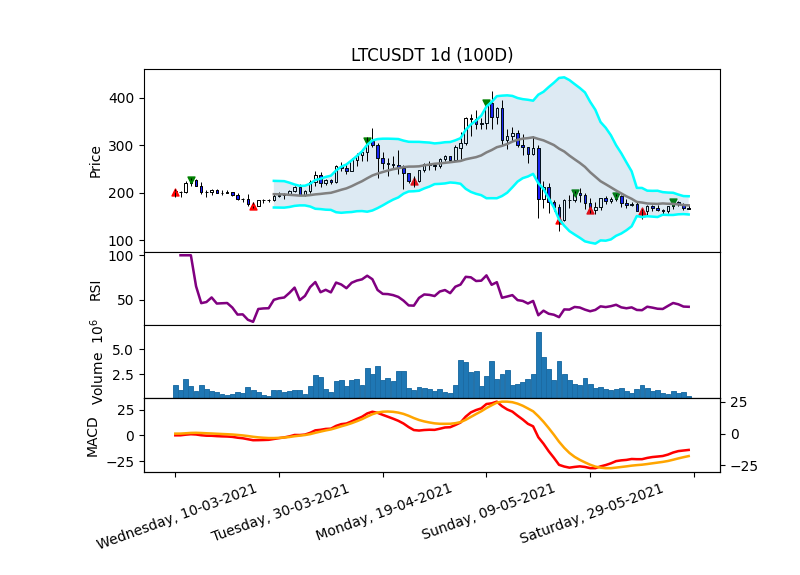 LTCUSDT 1d (100D)
Price
400
300
200
100
RSI
100
50
Volume 10^6
5.0
2.5
MACD
25
0
−25
25
0
−25
Wednesday, 10-03-2021
Tuesday, 30-03-2021
Monday, 19-04-2021
Sunday, 09-05-2021
Saturday, 29-05-2021